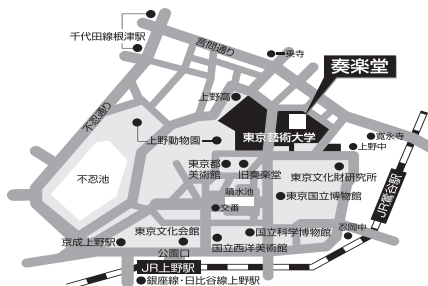 千代田線根津駅
言問通り
東寺
奏楽堂
上野高
不忍通り
上野動物園
東京藝術大学
寛永寺
上野中
東京都
美術館
旧奏楽堂
東京文化財研究所
不忍池
噴水池
東京国立博物館
JR鶯谷駅
交番
忍岡中
東京文化会館
国立科学博物館
京成上野駅
公園口
国立西洋美術館
JR上野駅
銀座線・日比谷線上野駅